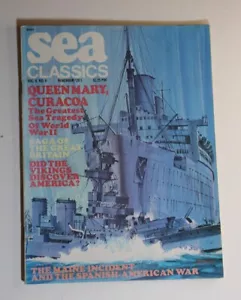 sea
CLASSICS
QUEEN MARY,
CURACOA
The Greatest
Sea Tragedy
Of World
War II
SAGA OF
THE GREAT
BRITAIN
DID THE
VIKINGS
DISCOVER
AMERICA?
THE MAINE INCIDENT
AND THE SPANISH-AMERICAN WAR